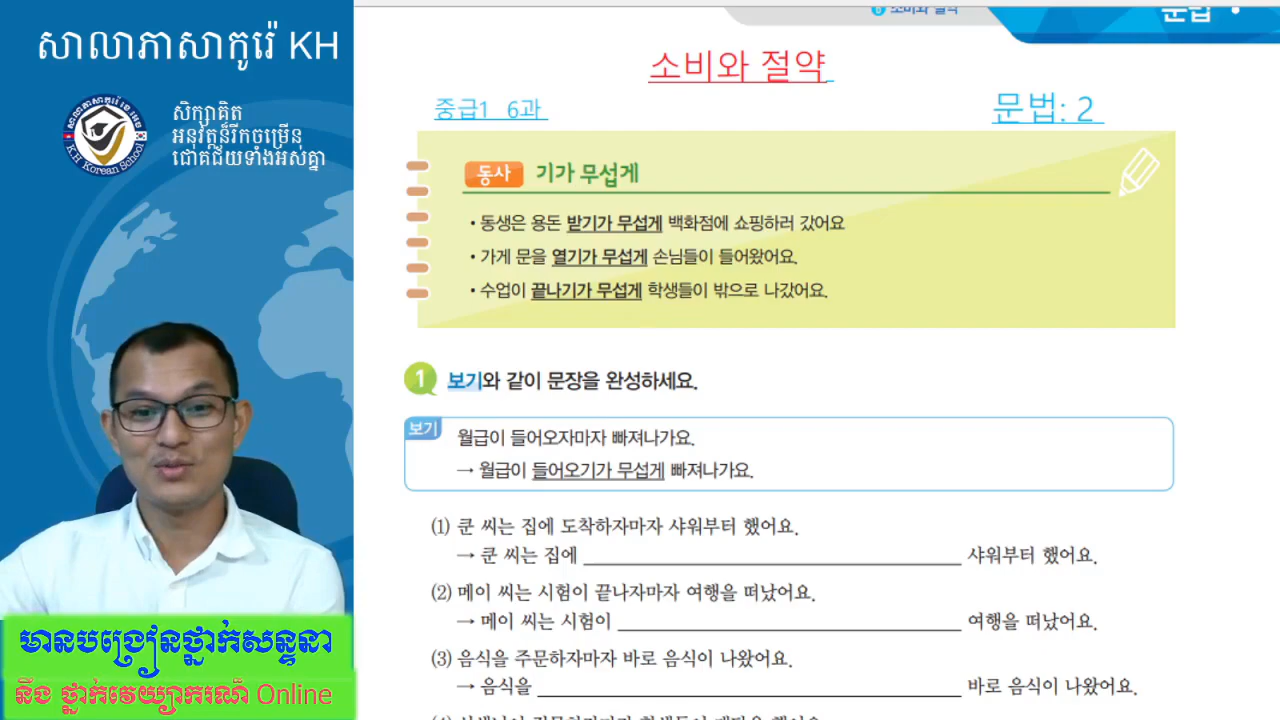 សាលាភាសាកូរ៉េ KH
សិក្សាគិត
អនុវត្តន៍រីកចម្រើន
ជោគជ័យទាំងអស់គ្នា
K.H Korean School
មានបង្រៀនថ្នាក់សន្ទនា
និង ថ្នាក់វេយ្យាករណ៍ Online
6 소비와 절약
문법
소비와 절약
중급1 6과
문법: 2
동사 기가 무섭게
• 동생은 용돈 받기가 무섭게 백화점에 쇼핑하러 갔어요
• 가게 문을 열기가 무섭게 손님들이 들어왔어요.
• 수업이 끝나기가 무섭게 학생들이 밖으로 나갔어요.
1 보기와 같이 문장을 완성하세요.
보기
월급이 들어오자마자 빠져나가요.
→ 월급이 들어오기가 무섭게 빠져나가요.
(1) 쿤 씨는 집에 도착하자마자 샤워부터 했어요.
→ 쿤 씨는 집에 샤워부터 했어요.
(2) 메이 씨는 시험이 끝나자마자 여행을 떠났어요.
→ 메이 씨는 시험이 여행을 떠났어요.
(3) 음식을 주문하자마자 바로 음식이 나왔어요.
→ 음식을 바로 음식이 나왔어요.